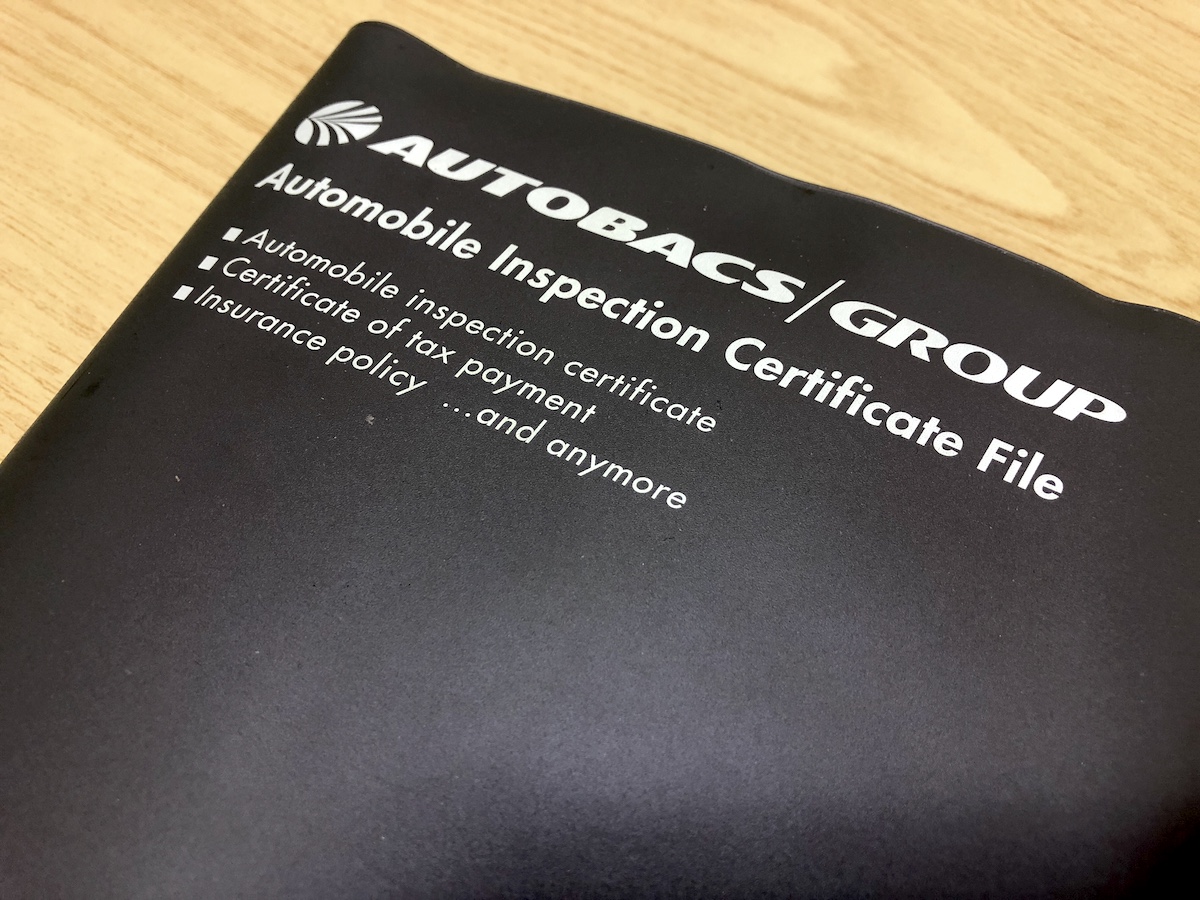 AUTOBACS/GROUP
Automobile Inspection Certificate File
■ Automobile inspection certificate
■ Certificate of tax payment
■ Insurance policy ...and anymore